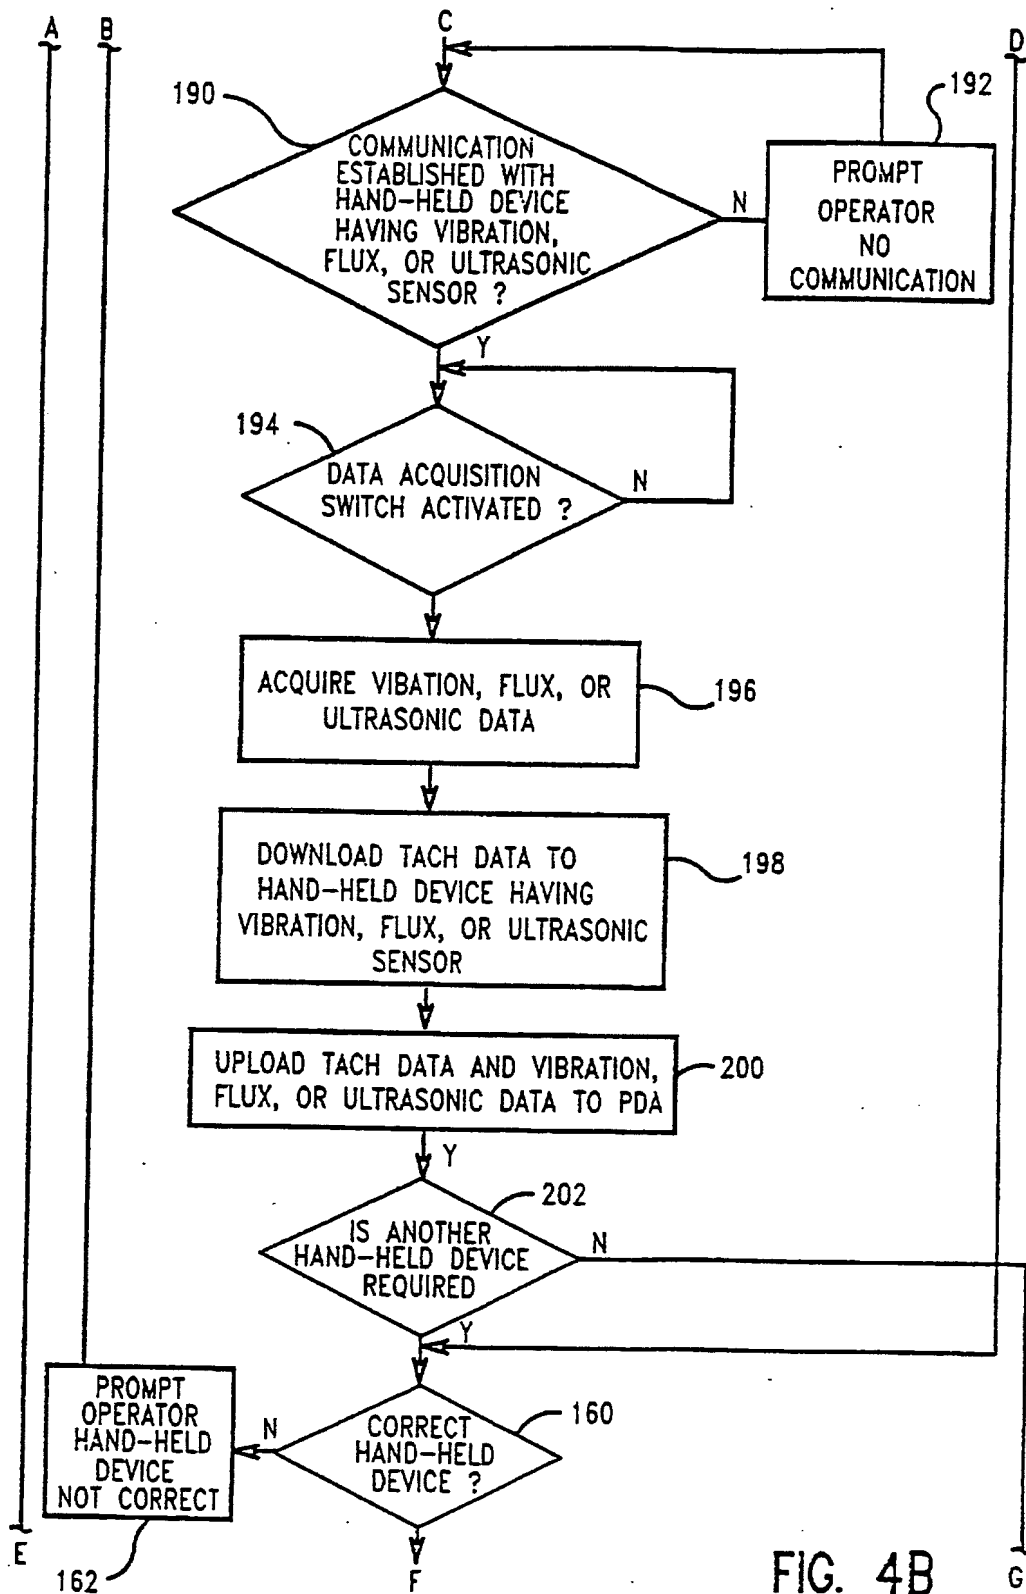 A
B
C
D
190
COMMUNICATION
ESTABLISHED WITH
HAND-HELD DEVICE
HAVING VIBRATION,
FLUX, OR ULTRASONIC
SENSOR ?
N
192
PROMPT
OPERATOR
NO
COMMUNICATION
Y
194
DATA ACQUISITION
SWITCH ACTIVATED ?
N
ACQUIRE VIBATION, FLUX, OR
ULTRASONIC DATA
196
DOWNLOAD TACH DATA TO
HAND-HELD DEVICE HAVING
VIBRATION, FLUX, OR ULTRASONIC
SENSOR
198
UPLOAD TACH DATA AND VIBRATION,
FLUX, OR ULTRASONIC DATA TO PDA
200
Y
202
IS ANOTHER
HAND-HELD DEVICE
REQUIRED
N
Y
PROMPT
OPERATOR
HAND-HELD
DEVICE
NOT CORRECT
162
N
CORRECT
HAND-HELD
DEVICE ?
160
E
F
G
FIG. 4B